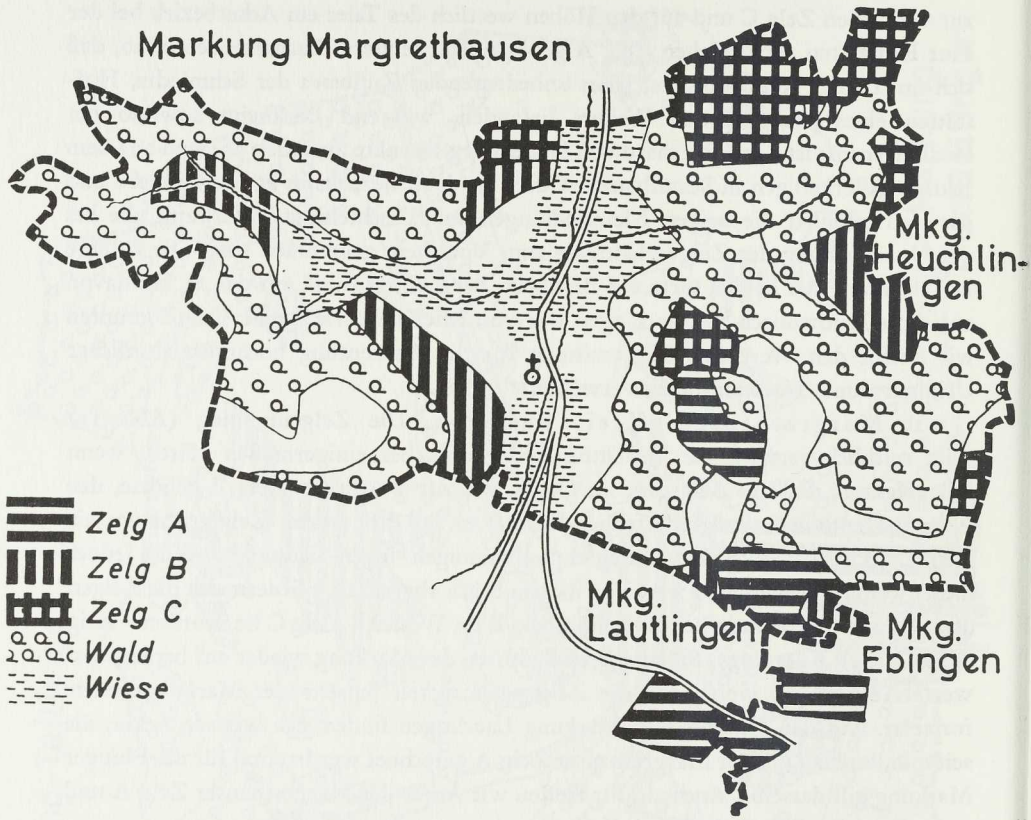 Markung Margrethausen
Mkg.
Heuchlin-
gen
Zelg A
Zelg B
Zelg C
Wald
Wiese
Mkg.
Lautlingen
Mkg.
Ebingen